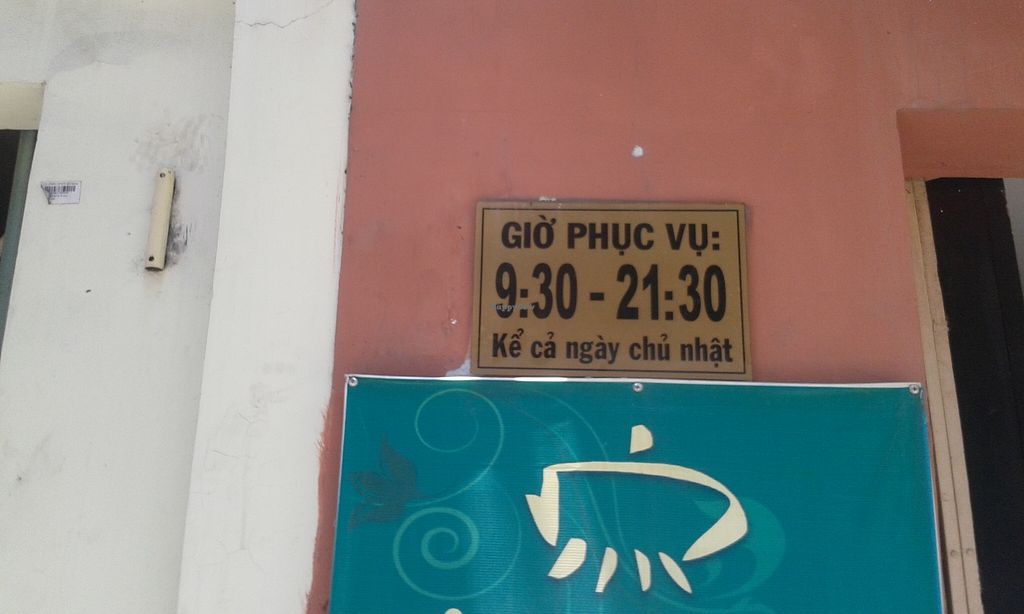 GIỜ PHỤC VỤ:
9:30 - 21:30
Kể cả ngày chủ nhật